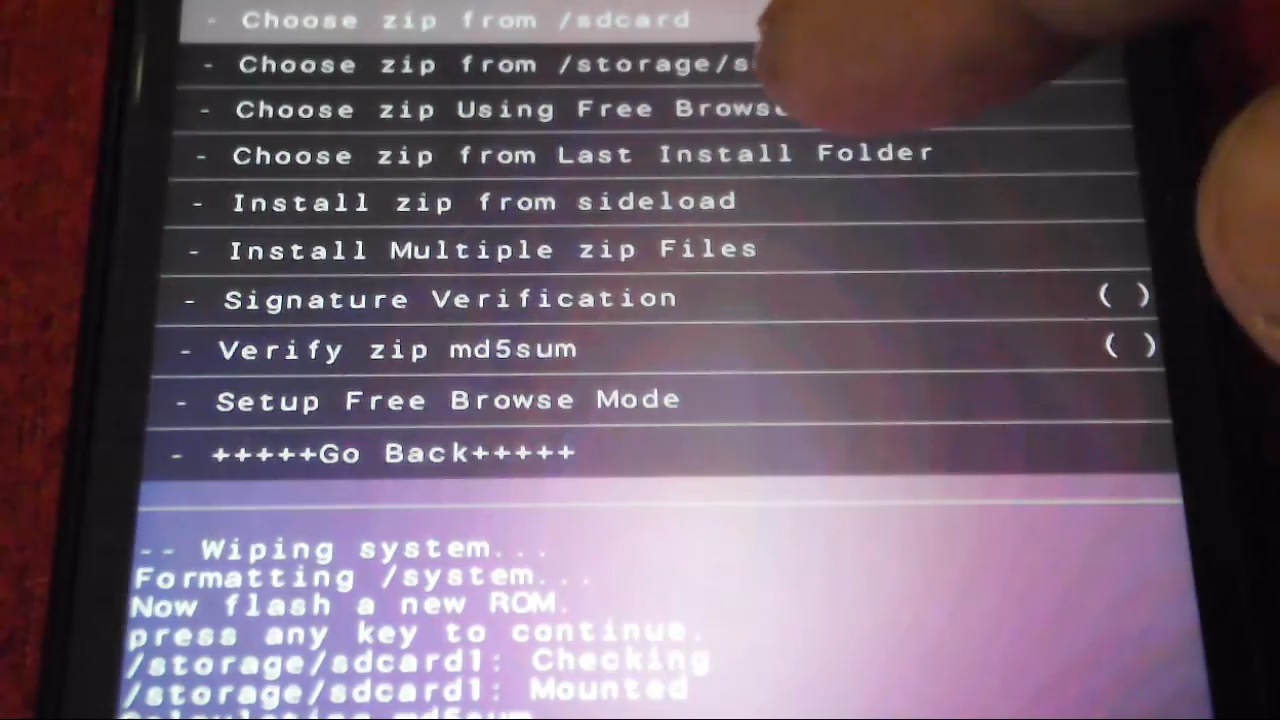 - Choose zip from /sdcard
- Choose zip from /storage/s
- Choose zip Using Free Browse
- Choose zip from Last Install Folder
- Install zip from sideload
- Install Multiple zip Files
- Signature Verification ( )
- Verify zip md5sum ( )
- Setup Free Browse Mode
- +++++Go Back+++++
-- Wiping system...
Formatting /system...
Now flash a new ROM.
press any key to continue.
/storage/sdcard1: Checking
/storage/sdcard1: Mounted
Calculating md5sum